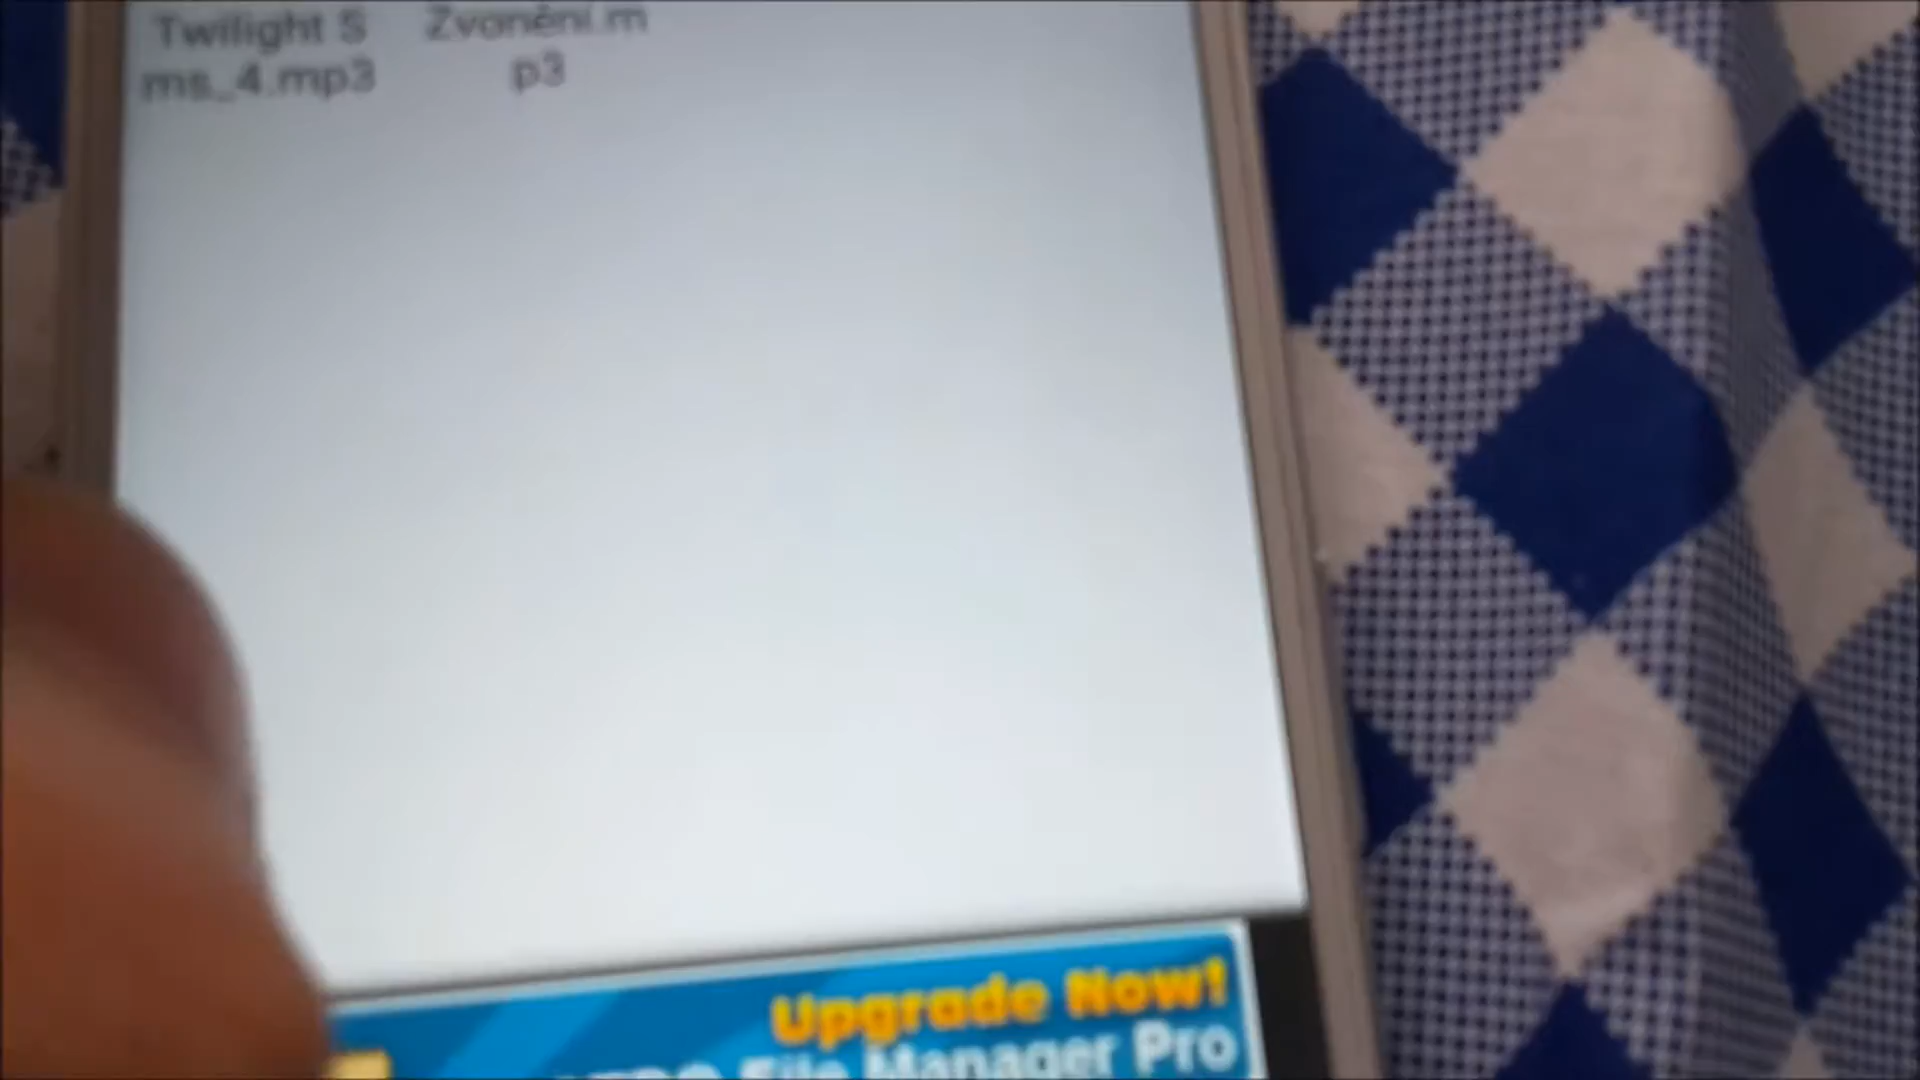 Twilight S
ms_4.mp3
Zvonění.m
p3
Upgrade Now!
File Manager Pro